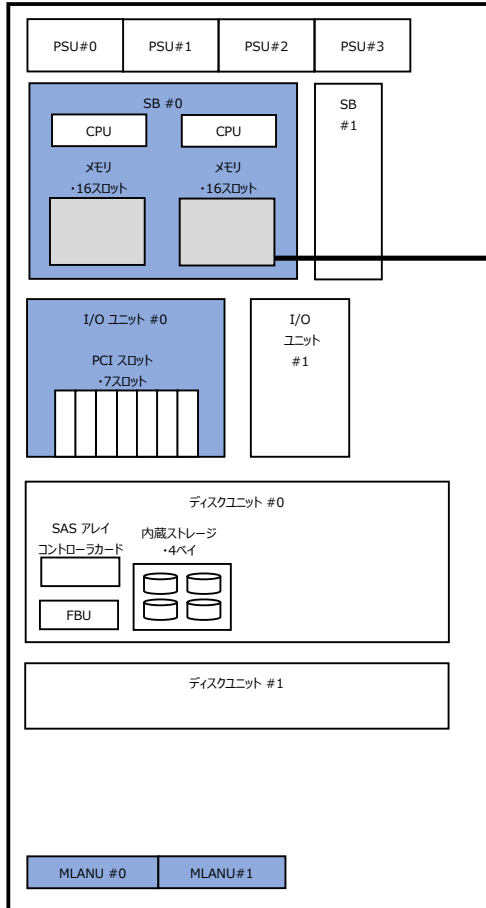 PSU#0 PSU#1 PSU#2 PSU#3
SB #0
CPU CPU
メモリ メモリ
・16スロット ・16スロット
SB
#1
I/O ユニット #0
PCI スロット
・7スロット
I/O
ユニット
#1
ディスクユニット #0
SAS アレイ
コントローラカード
FBU
内蔵ストレージ
・4ベイ
ディスクユニット #1
MLANU #0 MLANU#1